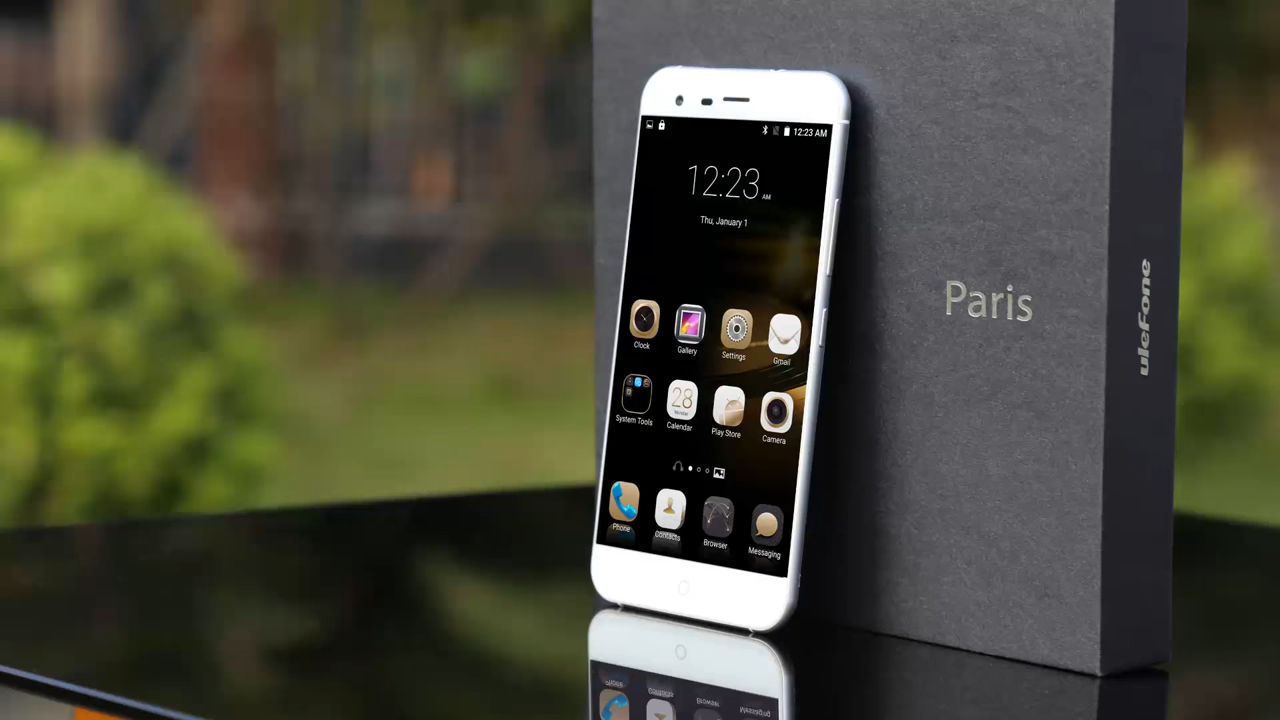 12:23 AM
12:23 AM
Thu, January 1
Clock Gallery Settings Gmail
28
Monday
System Tools Calendar Play Store Camera
Phone Contacts Browser Messaging
Paris
uleFone